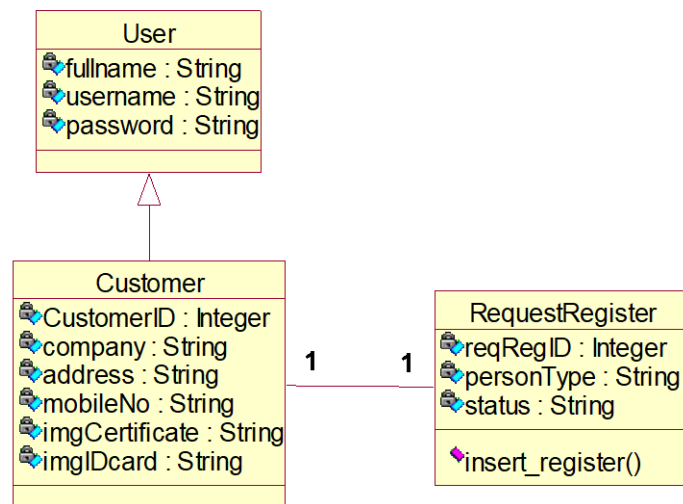 User
fullname : String
username : String
password : String
Customer
CustomerID : Integer
company : String
address : String
mobileNo : String
imgCertificate : String
imgIDcard : String
1
1
RequestRegister
reqRegID : Integer
personType : String
status : String
insert_register()